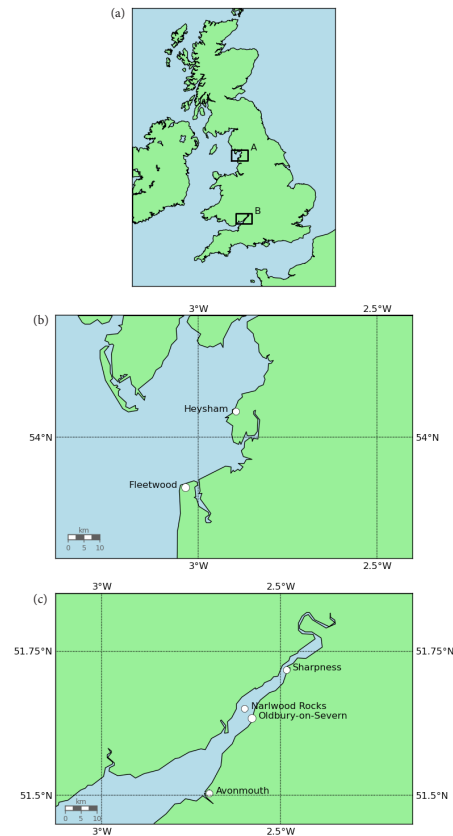 (a)
A
B
(b)
3°W 2.5°W
Heysham
54°N 54°N
Fleetwood
km
0 5 10
3°W 2.5°W
(c)
3°W 2.5°W
51.75°N 51.75°N
Sharpness
Narlwood Rocks
Oldbury-on-Severn
Avonmouth
51.5°N 51.5°N
km
0 5 10
3°W 2.5°W